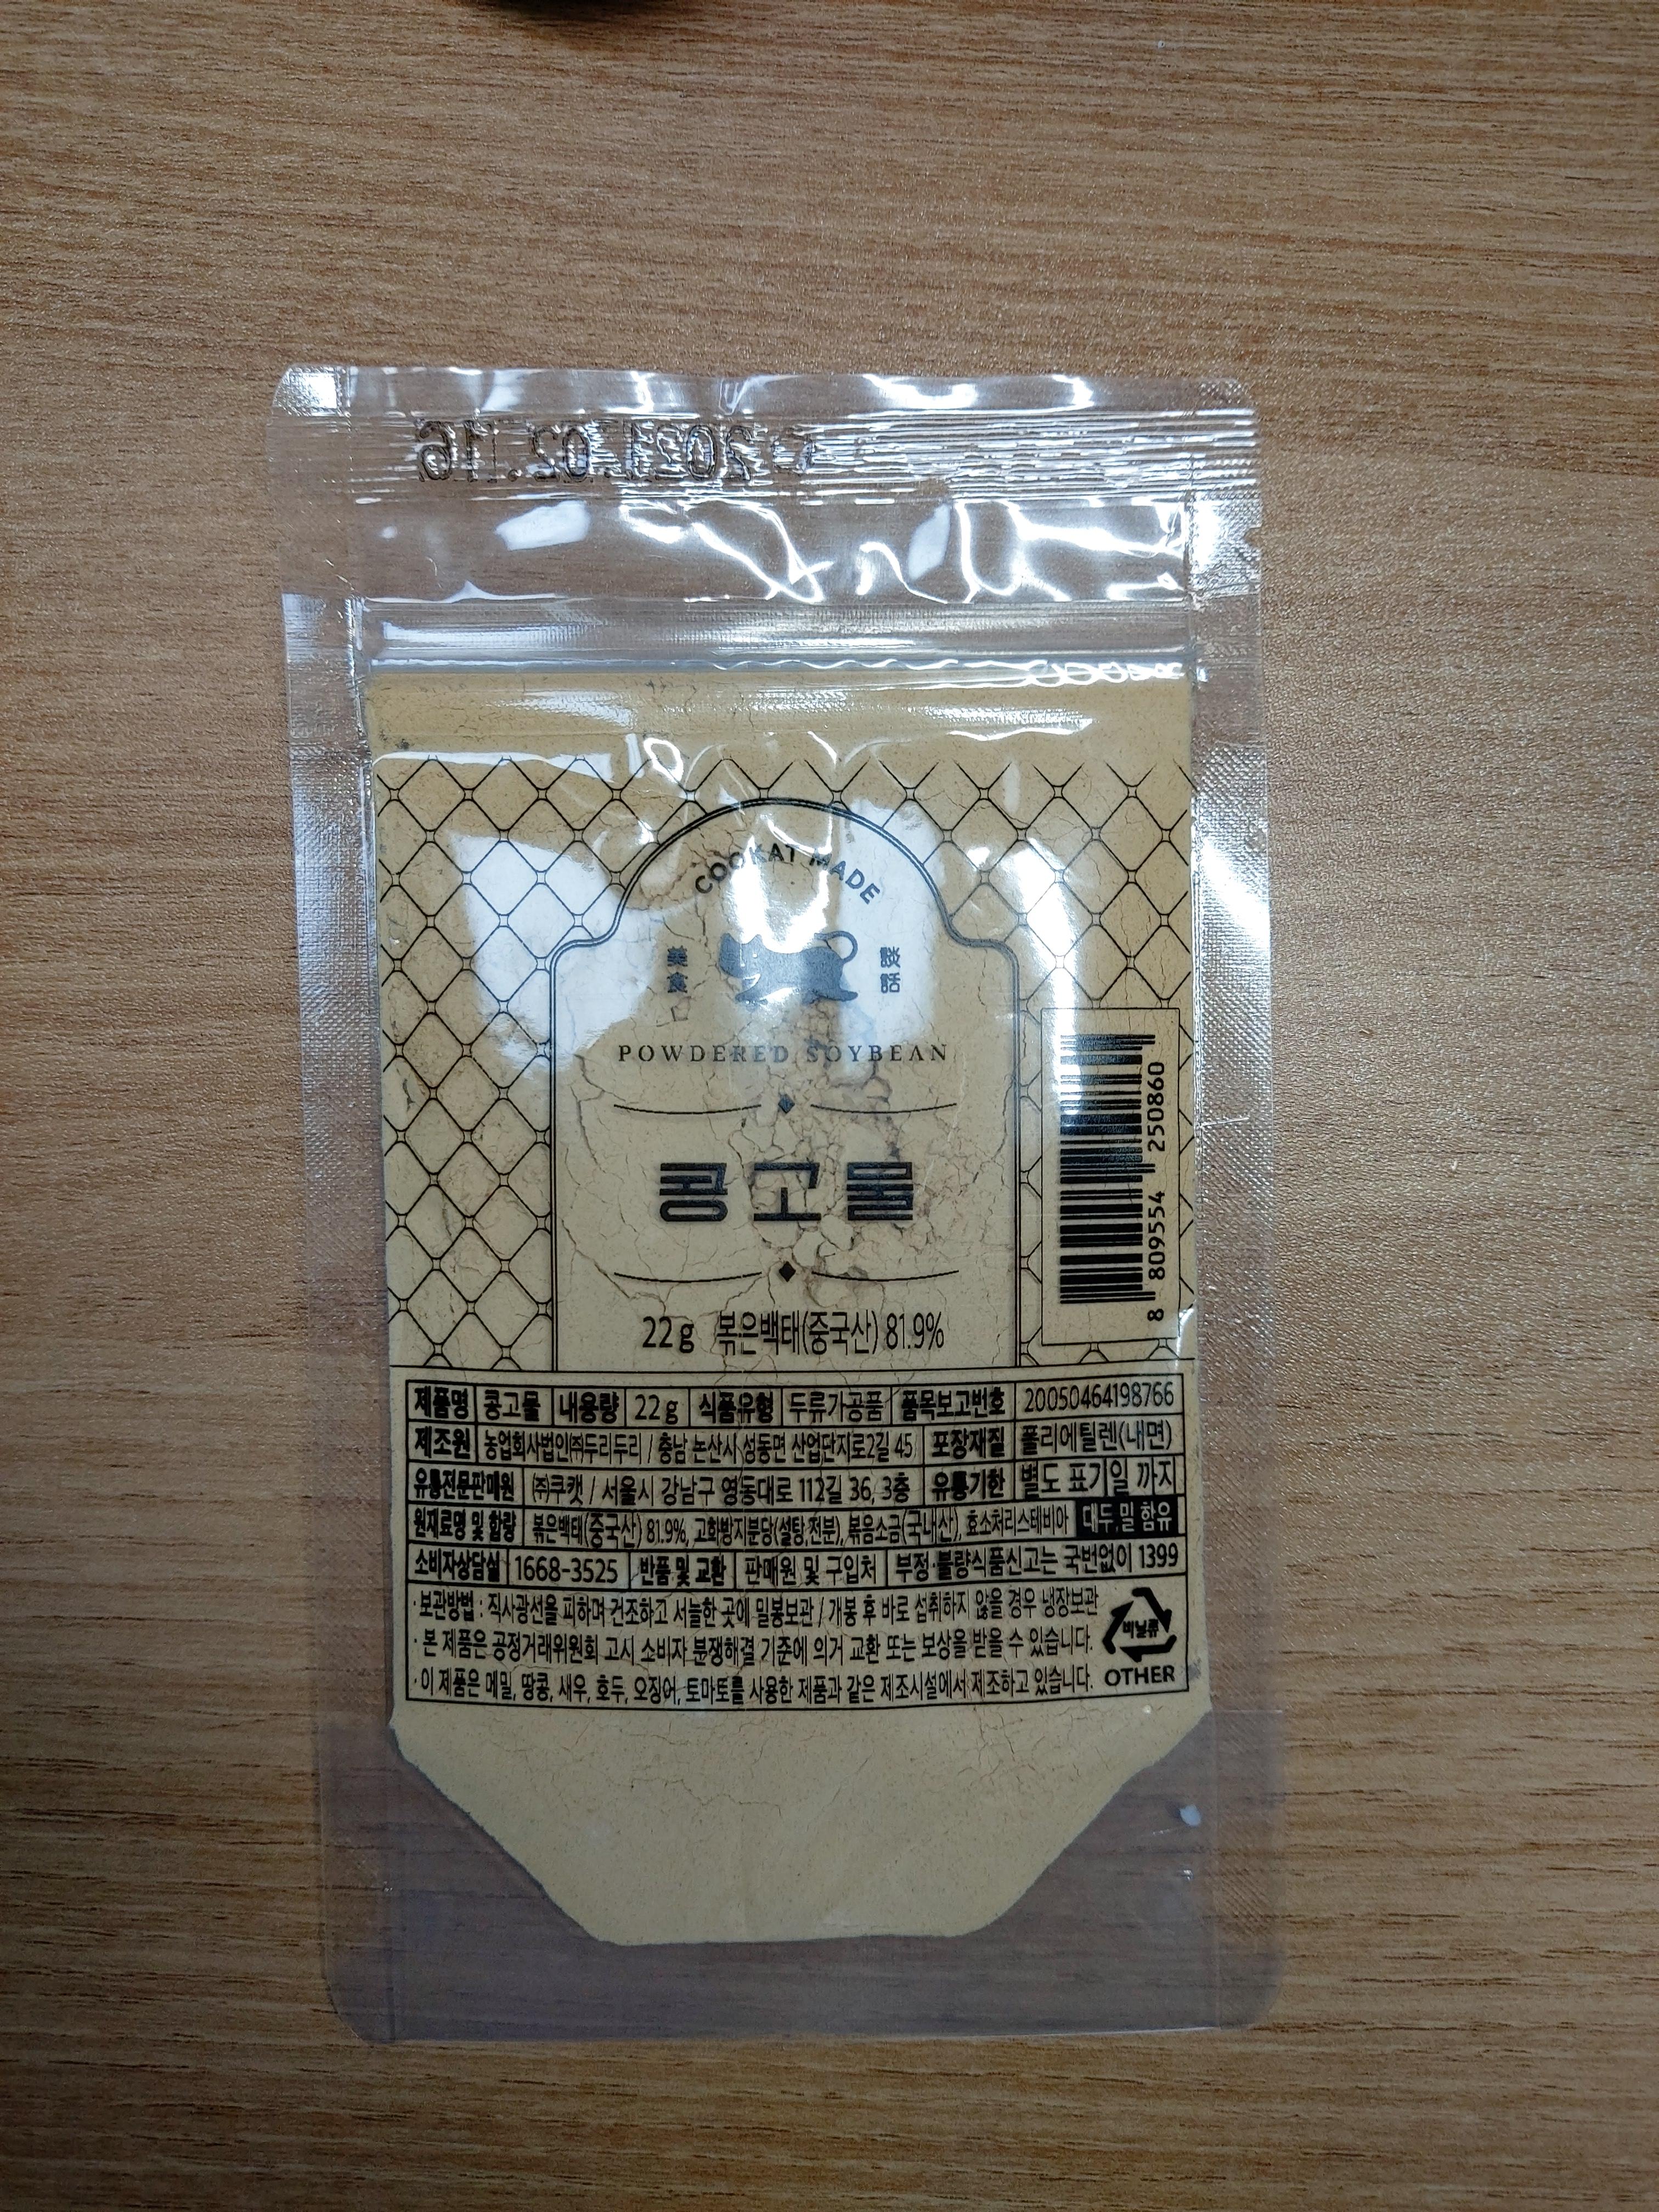 2021.02.16
COOKAT MADE
美食 談話
POWDERED SOYBEAN
콩고물
22g 볶은백태(중국산) 81.9%
8 809554 250860
제품명 콩고물 내용량 22g 식품유형 두류가공품 품목보고번호 20050464198766
제조원 농업회사법인㈜두리두리 / 충남 논산시 성동면 산업단지로2길 45 포장재질 폴리에틸렌(내면)
유통전문판매원 ㈜쿠캣 / 서울시 강남구 영동대로 112길 36, 3층 유통기한 별도 표기일 까지
원재료명 및 함량 볶은백태(중국산) 81.9%, 고화방지분당(설탕,전분), 볶음소금(국내산), 효소처리스테비아 대두,밀 함유
소비자상담실 1668-3525 반품 및 교환 판매원 및 구입처 부정·불량식품신고는 국번없이 1399
·보관방법 : 직사광선을 피하며 건조하고 서늘한 곳에 밀봉보관 / 개봉 후 바로 섭취하지 않을 경우 냉장보관
·본 제품은 공정거래위원회 고시 소비자 분쟁해결 기준에 의거 교환 또는 보상을 받을 수 있습니다.
·이 제품은 메밀, 땅콩, 새우, 호두, 오징어, 토마토를 사용한 제품과 같은 제조시설에서 제조하고 있습니다.
비닐류
OTHER